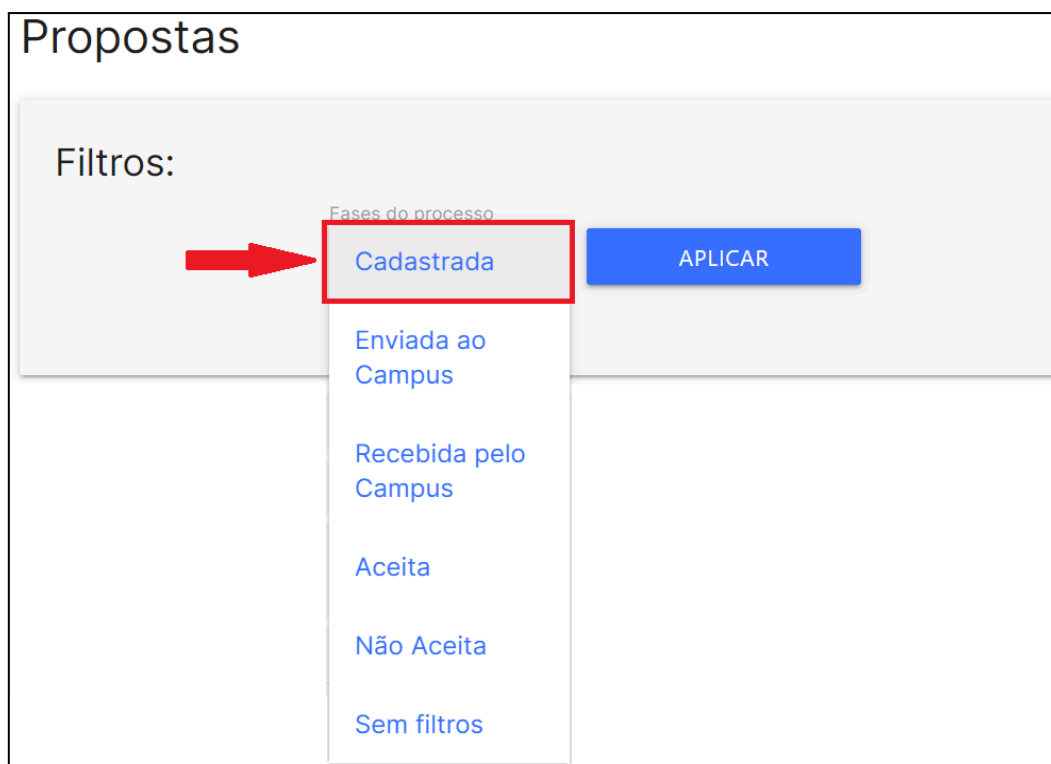 Propostas
Filtros:
Fases do processo
Cadastrada
APLICAR
Enviada ao
Campus
Recebida pelo
Campus
Aceita
Não Aceita
Sem filtros